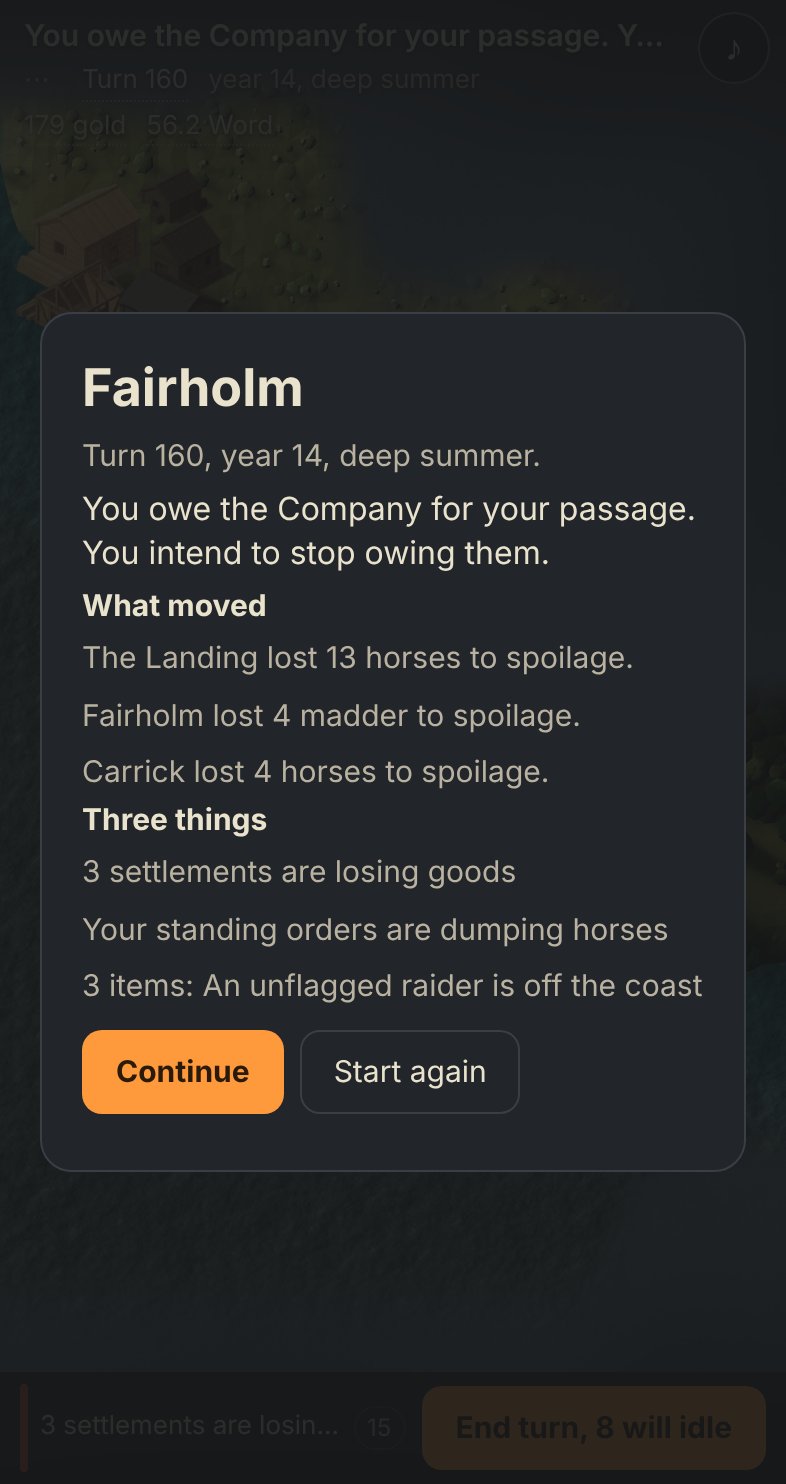 You owe the Company for your passage. Y...
♪
... Turn 160 year 14, deep summer
179 gold 56.2 Word
Fairholm
Turn 160, year 14, deep summer.
You owe the Company for your passage.
You intend to stop owing them.
What moved
The Landing lost 13 horses to spoilage.
Fairholm lost 4 madder to spoilage.
Carrick lost 4 horses to spoilage.
Three things
3 settlements are losing goods
Your standing orders are dumping horses
3 items: An unflagged raider is off the coast
Continue Start again
3 settlements are losin... 15 End turn, 8 will idle